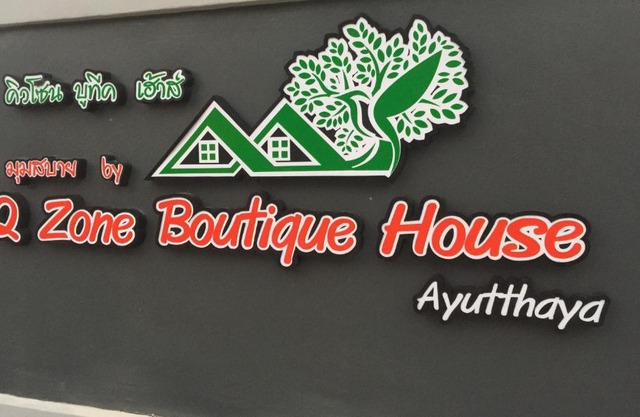 คิวโซน บูทีค เฮ้าส์
มุมสบาย by
Q Zone Boutique House
Ayutthaya